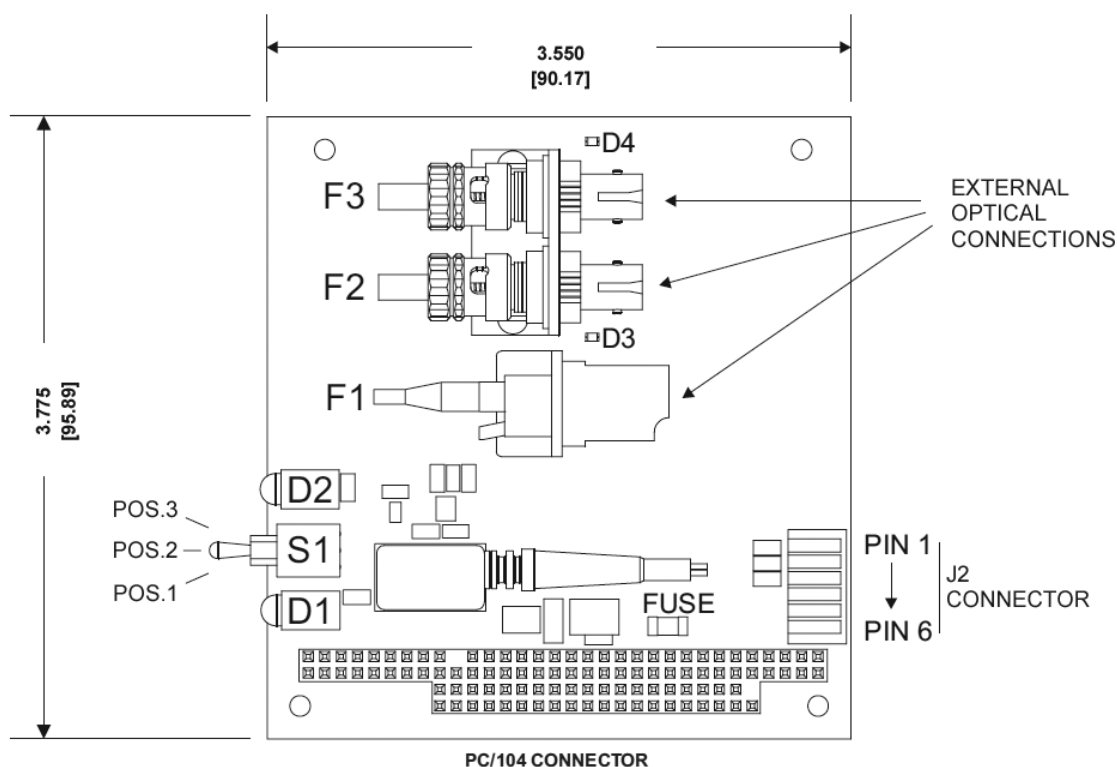 3.550
[90.17]
D4
F3
EXTERNAL
OPTICAL
CONNECTIONS
F2
D3
3.775
[95.89]
F1
D2
POS.3
POS.2
POS.1
S1
D1
FUSE
PIN 1
J2
CONNECTOR
PIN 6
PC/104 CONNECTOR